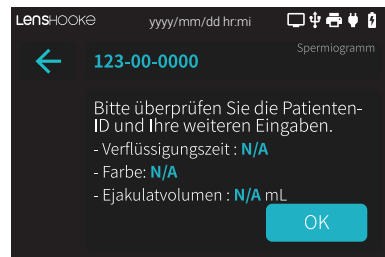 LensHOOKE yyyy/mm/dd hr:mi
Spermiogramm
123-00-0000
Bitte überprüfen Sie die Patienten-
ID und Ihre weiteren Eingaben.
- Verflüssigungszeit : N/A
- Farbe: N/A
- Ejakulatvolumen : N/A mL
OK